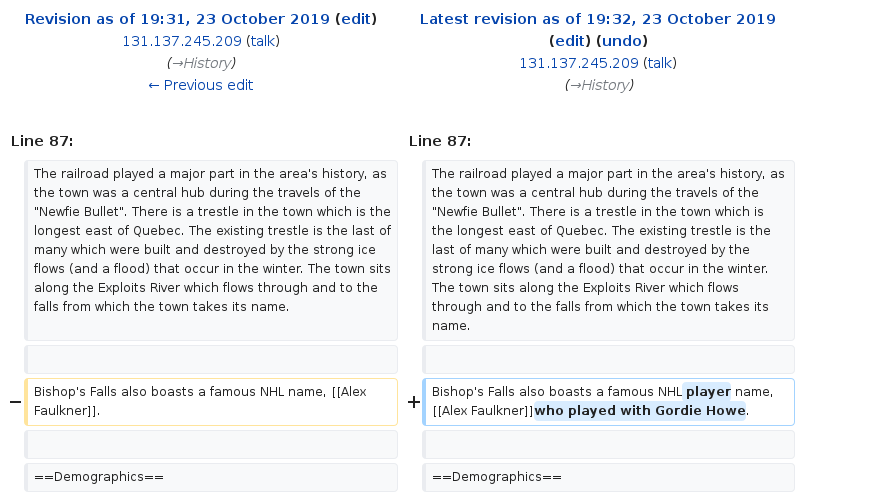 Revision as of 19:31, 23 October 2019 (edit)
131.137.245.209 (talk)
(→History)
← Previous edit
Latest revision as of 19:32, 23 October 2019
(edit) (undo)
131.137.245.209 (talk)
(→History)
Line 87:
The railroad played a major part in the area's history, as
the town was a central hub during the travels of the
"Newfie Bullet". There is a trestle in the town which is the
longest east of Quebec. The existing trestle is the last of
many which were built and destroyed by the strong ice
flows (and a flood) that occur in the winter. The town sits
along the Exploits River which flows through and to the
falls from which the town takes its name.
Line 87:
The railroad played a major part in the area's history, as
the town was a central hub during the travels of the
"Newfie Bullet". There is a trestle in the town which is
the longest east of Quebec. The existing trestle is the
last of many which were built and destroyed by the
strong ice flows (and a flood) that occur in the winter.
The town sits along the Exploits River which flows
through and to the falls from which the town takes its
name.
− Bishop's Falls also boasts a famous NHL name, [[Alex
Faulkner]].
+ Bishop's Falls also boasts a famous NHL player name,
[[Alex Faulkner]]who played with Gordie Howe.
==Demographics==
==Demographics==